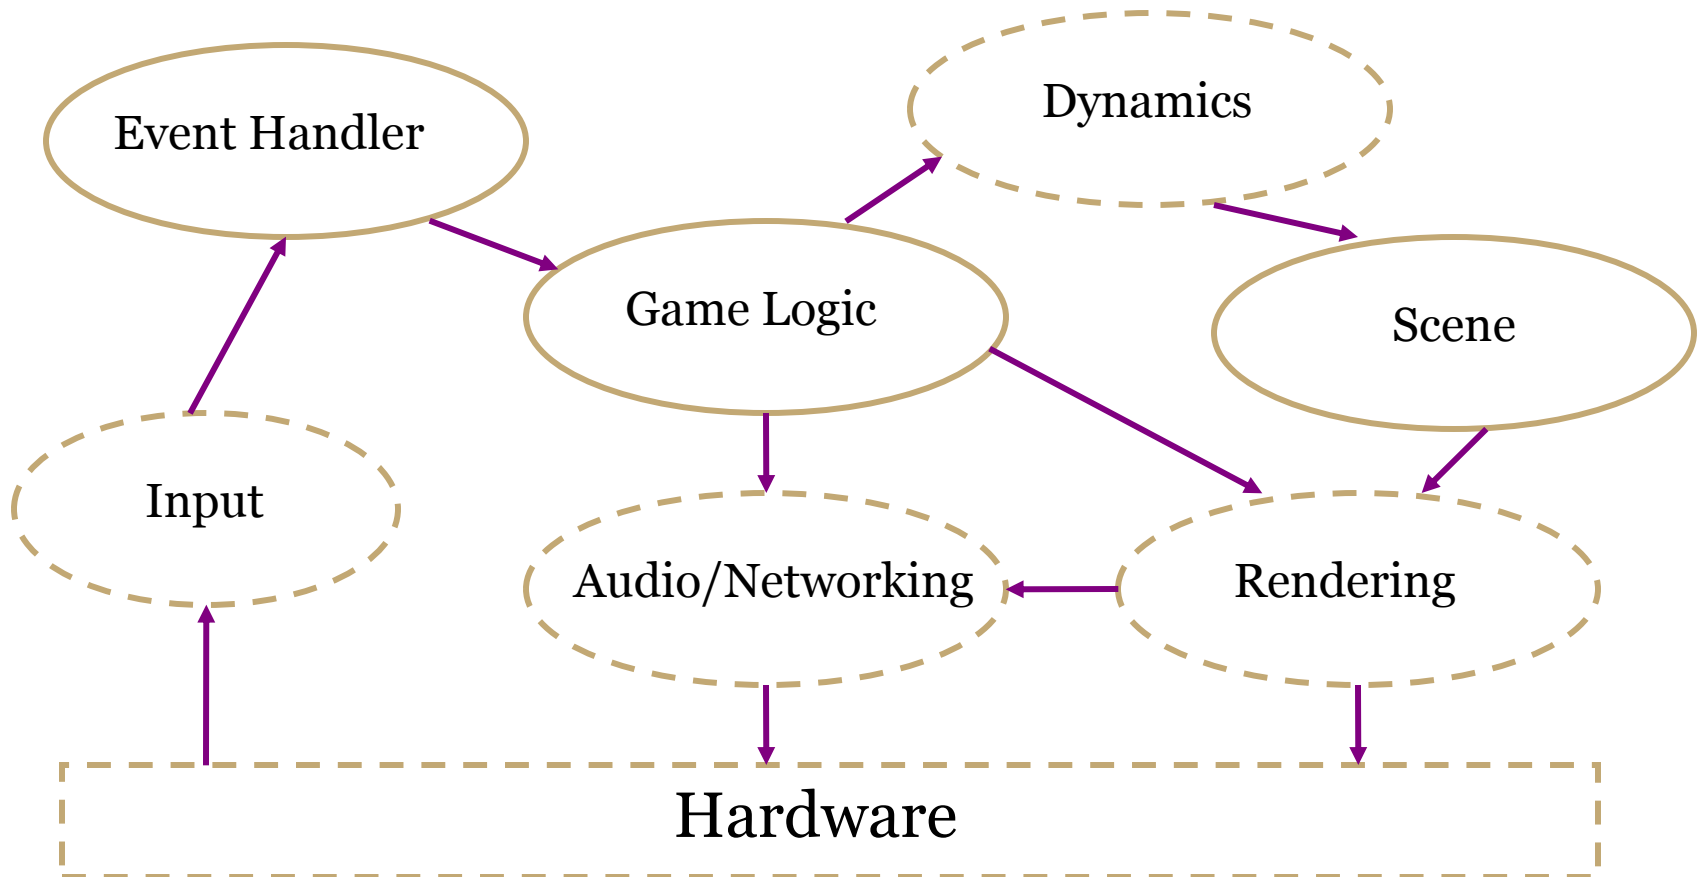 Dynamics
Event Handler
Game Logic
Scene
Input
Audio/Networking
Rendering
Hardware